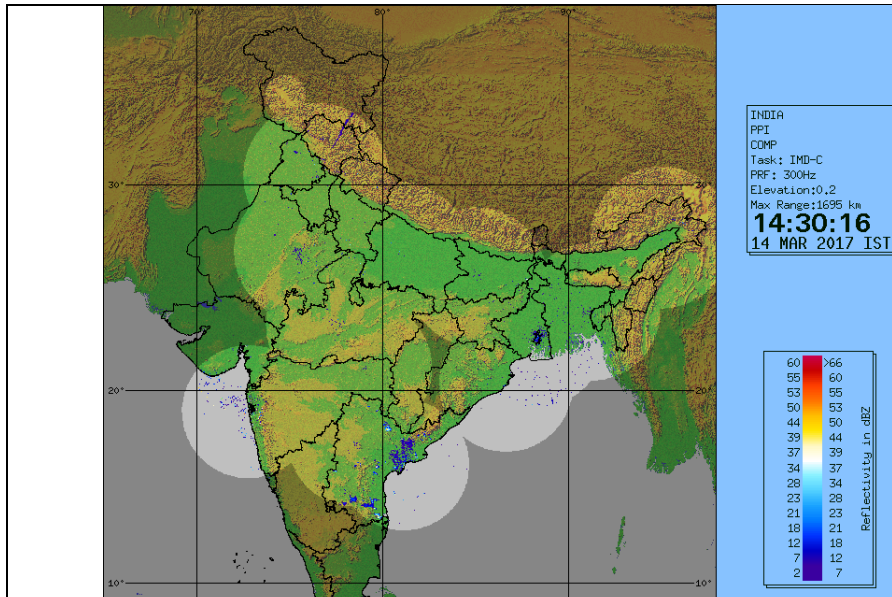 70° 80° 90°
30°
20°
10° 10°
INDIA
PPI
COMP
Task: IMD-C
PRF: 300Hz
Elevation:0.2
Max Range:1695 km
14:30:16
14 MAR 2017 IST
60 >66
55 60
53 55
50 53
44 50
39 44
37 39
34 37
28 34
23 28
21 23
18 21
12 18
7 12
2 7
Reflectivity in dBZ